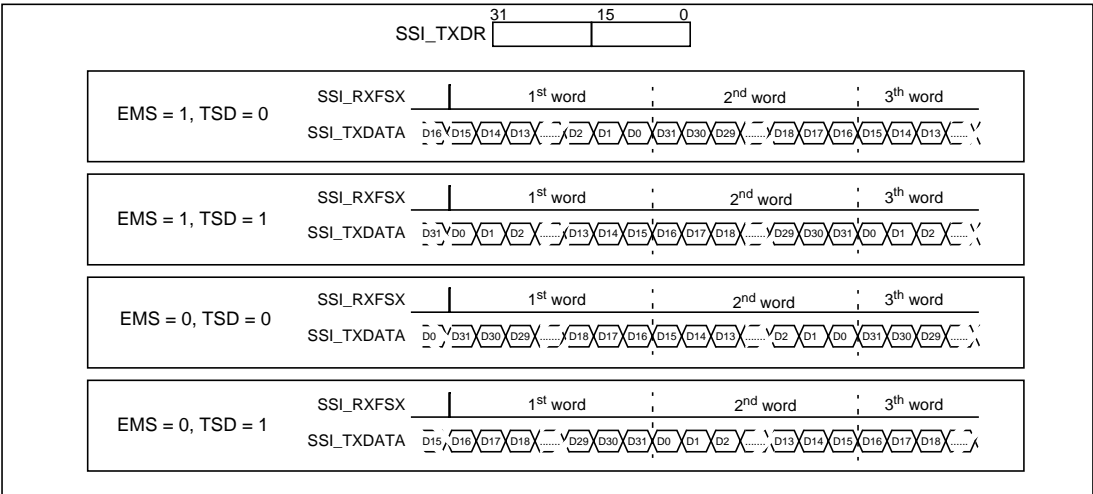 31 15 0
SSI_TXDR
EMS = 1, TSD = 0
SSI_RXFSX 1st word 2nd word 3th word
SSI_TXDATA D16 D15 D14 D13 ...... D2 D1 D0 D31 D30 D29 ...... D18 D17 D16 D15 D14 D13 ......
EMS = 1, TSD = 1
SSI_RXFSX 1st word 2nd word 3th word
SSI_TXDATA D31 D0 D1 D2 ...... D13 D14 D15 D16 D17 D18 ...... D29 D30 D31 D0 D1 D2 ......
EMS = 0, TSD = 0
SSI_RXFSX 1st word 2nd word 3th word
SSI_TXDATA D0 D31 D30 D29 ...... D18 D17 D16 D15 D14 D13 ...... D2 D1 D0 D31 D30 D29 ......
EMS = 0, TSD = 1
SSI_RXFSX 1st word 2nd word 3th word
SSI_TXDATA D15 D16 D17 D18 ...... D29 D30 D31 D0 D1 D2 ...... D13 D14 D15 D16 D17 D18 ......